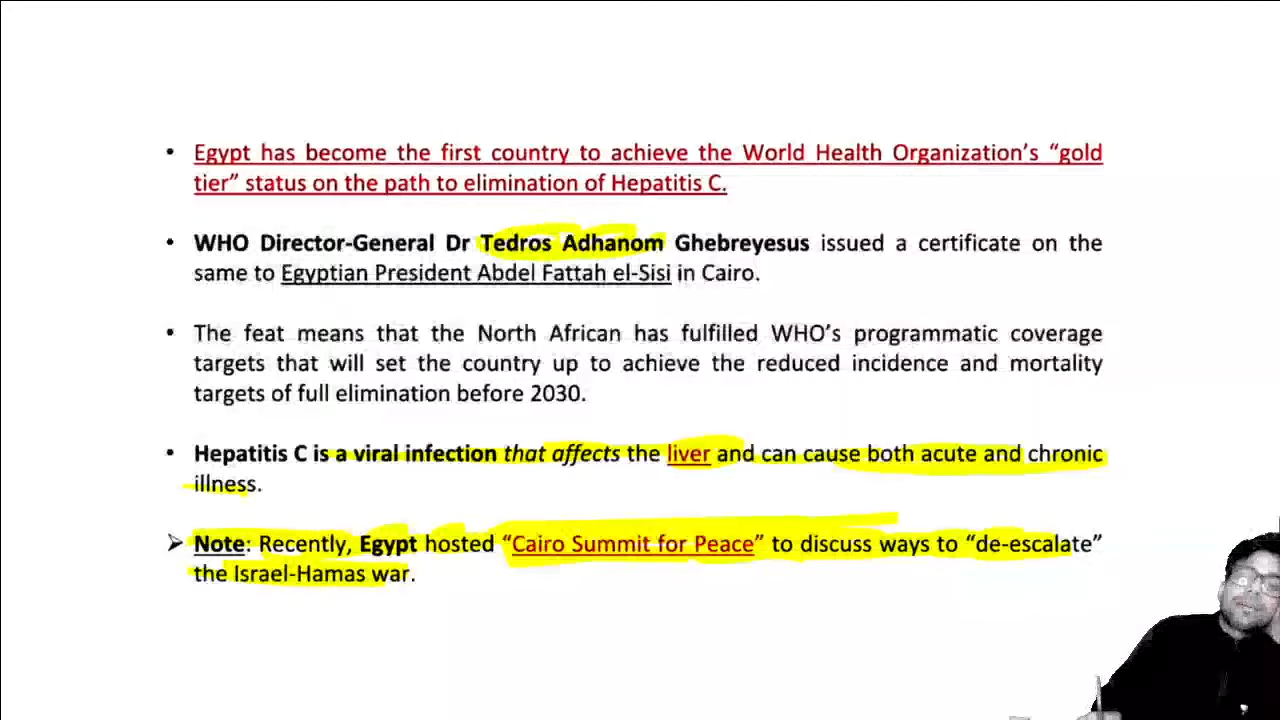 • Egypt has become the first country to achieve the World Health Organization's “gold
tier” status on the path to elimination of Hepatitis C.
• WHO Director-General Dr Tedros Adhanom Ghebreyesus issued a certificate on the
same to Egyptian President Abdel Fattah el-Sisi in Cairo.
• The feat means that the North African has fulfilled WHO's programmatic coverage
targets that will set the country up to achieve the reduced incidence and mortality
targets of full elimination before 2030.
• Hepatitis C is a viral infection that affects the liver and can cause both acute and chronic
illness.
➢ Note: Recently, Egypt hosted “Cairo Summit for Peace” to discuss ways to “de-escalate”
the Israel-Hamas war.